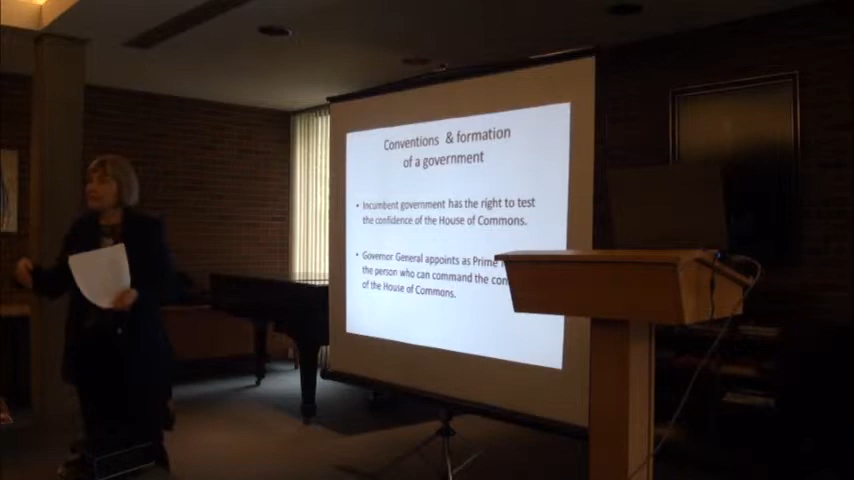 Conventions & formation
of a government
• Incumbent government has the right to test
the confidence of the House of Commons.
• Governor General appoints as Prime
the person who can command the
of the House of Commons.